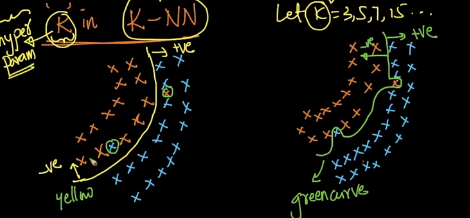 hyper
param
K in K-NN
+ve
-ve
yellow
Let K = 3, 5, 7, 15 ...
+ve
green curve